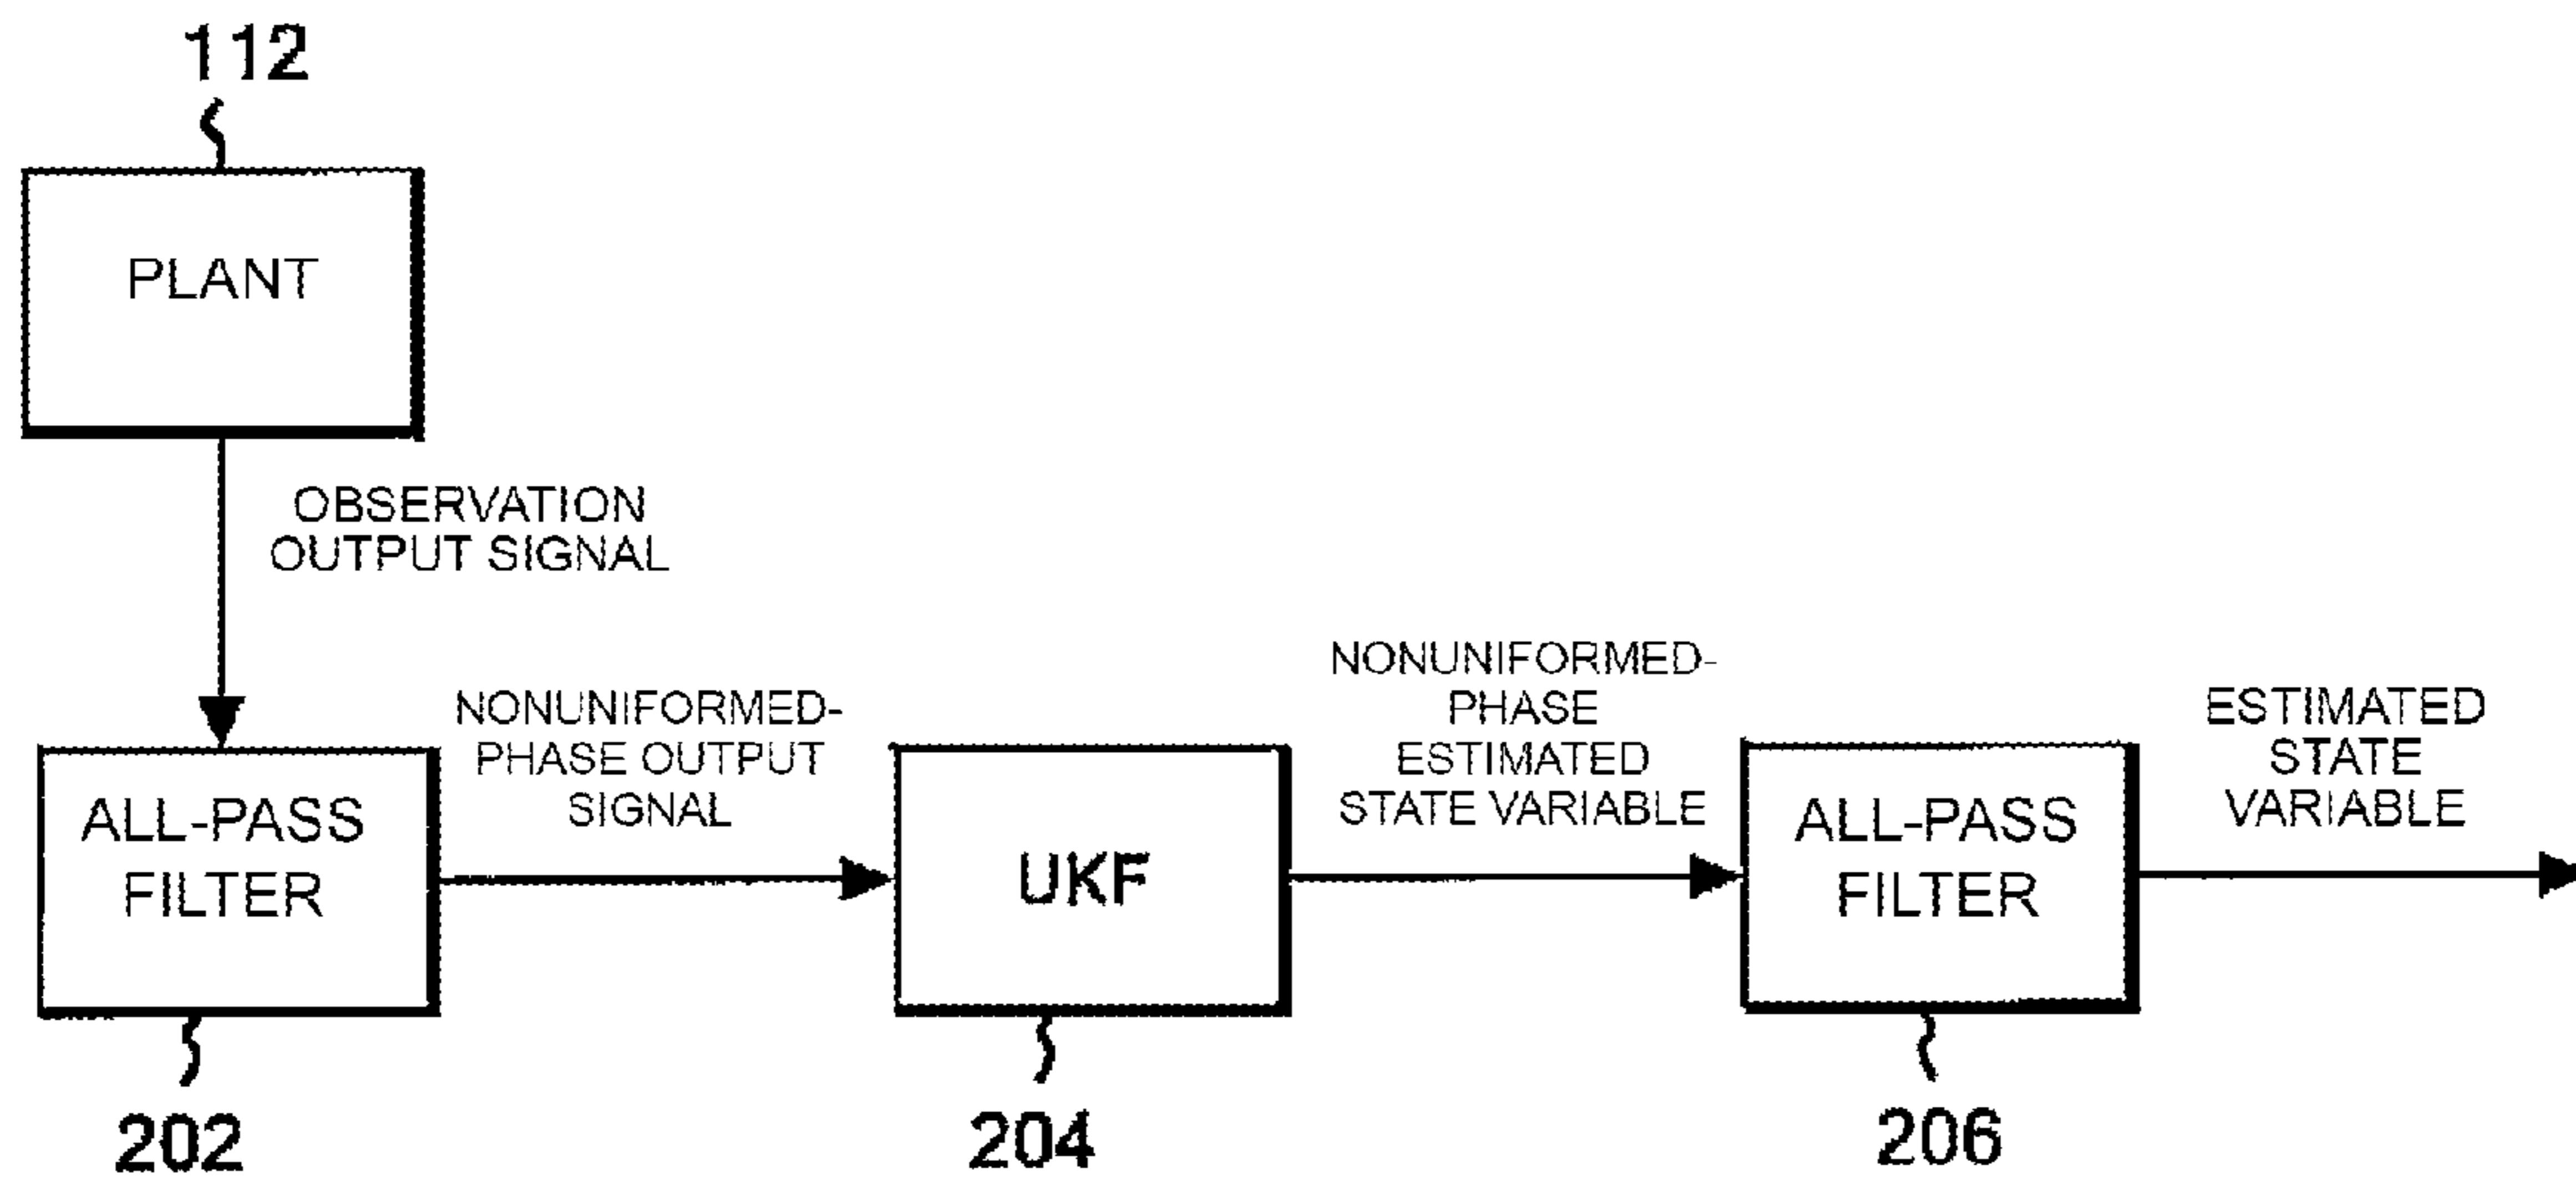 112
PLANT
OBSERVATION
OUTPUT SIGNAL
NONUNIFORMED-
PHASE OUTPUT
SIGNAL
NONUNIFORMED-
PHASE
ESTIMATED
STATE VARIABLE
ESTIMATED
STATE
VARIABLE
ALL-PASS
FILTER
UKF
ALL-PASS
FILTER
202
204
206